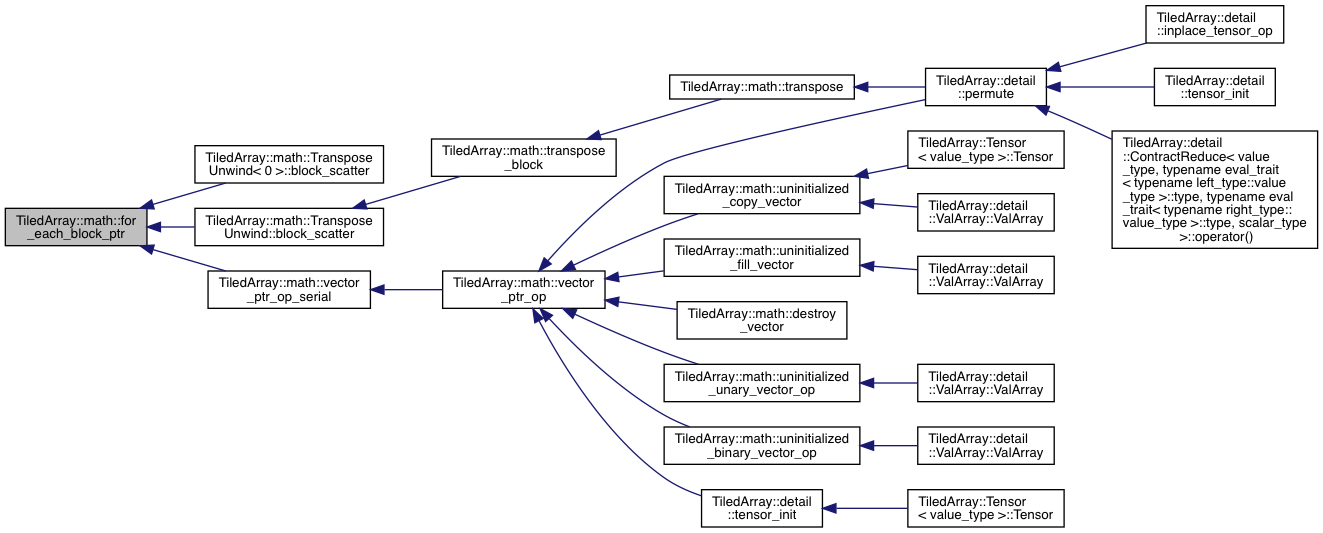 TiledArray::math::for
_each_block_ptr
TiledArray::math::Transpose
Unwind< 0 >::block_scatter
TiledArray::math::Transpose
Unwind::block_scatter
TiledArray::math::vector
_ptr_op_serial
TiledArray::math::transpose
_block
TiledArray::math::vector
_ptr_op
TiledArray::math::transpose
TiledArray::math::uninitialized
_copy_vector
TiledArray::math::uninitialized
_fill_vector
TiledArray::math::destroy
_vector
TiledArray::math::uninitialized
_unary_vector_op
TiledArray::math::uninitialized
_binary_vector_op
TiledArray::detail
::tensor_init
TiledArray::detail
::permute
TiledArray::Tensor
< value_type >::Tensor
TiledArray::detail
::ValArray::ValArray
TiledArray::detail
::ValArray::ValArray
TiledArray::detail
::ValArray::ValArray
TiledArray::detail
::ValArray::ValArray
TiledArray::Tensor
< value_type >::Tensor
TiledArray::detail
::inplace_tensor_op
TiledArray::detail
::tensor_init
TiledArray::detail
::ContractReduce< value
_type, typename eval_trait
< typename left_type::value
_type >::type, typename eval
_trait< typename right_type::
value_type >::type, scalar_type
>::operator()